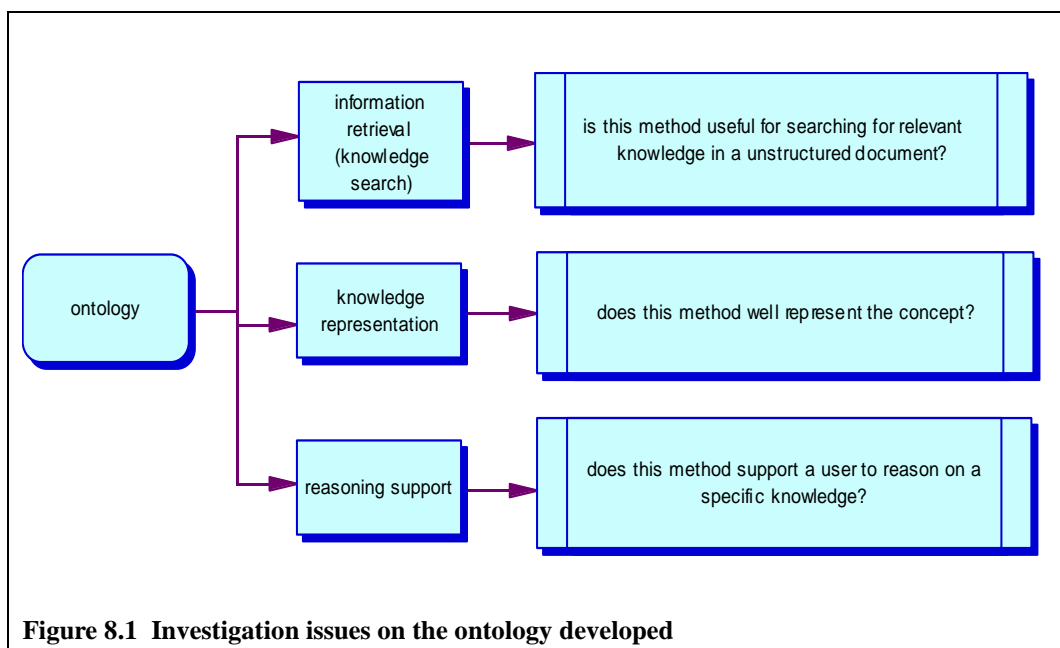 information
retrieval
(knowledge
search)
is this method useful for searching for relevant
knowledge in a unstructured document?
ontology
knowledge
representation
does this method well represent the concept?
reasoning support
does this method support a user to reason on a
specific knowledge?
Figure 8.1 Investigation issues on the ontology developed